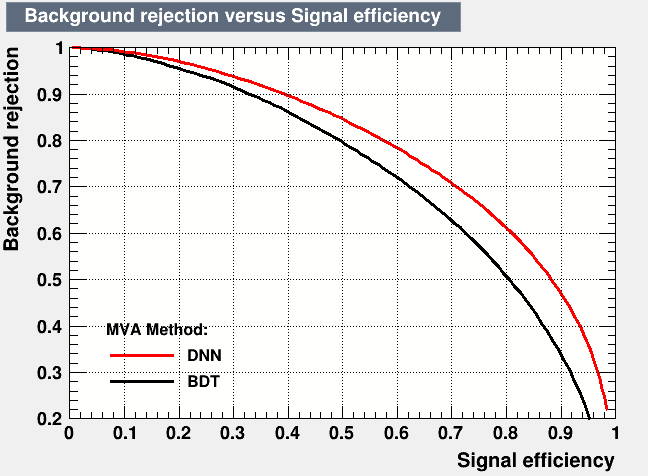 Background rejection versus Signal efficiency
Background rejection
1
0.9
0.8
0.7
0.6
0.5
0.4
0.3
0.2
MVA Method:
DNN
BDT
0 0.1 0.2 0.3 0.4 0.5 0.6 0.7 0.8 0.9 1
Signal efficiency